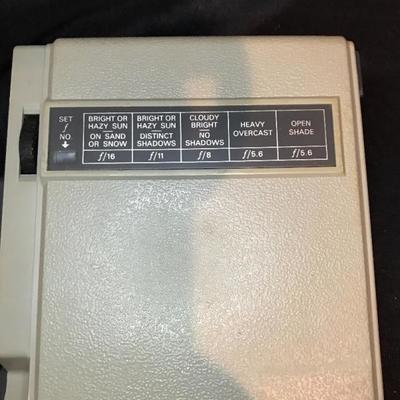 SET
f
NO.
BRIGHT OR
HAZY SUN
ON SAND
OR SNOW
f/16
BRIGHT OR
HAZY SUN
DISTINCT
SHADOWS
f/11
CLOUDY
BRIGHT
NO
SHADOWS
f/8
HEAVY
OVERCAST
f/5.6
OPEN
SHADE
f/5.6